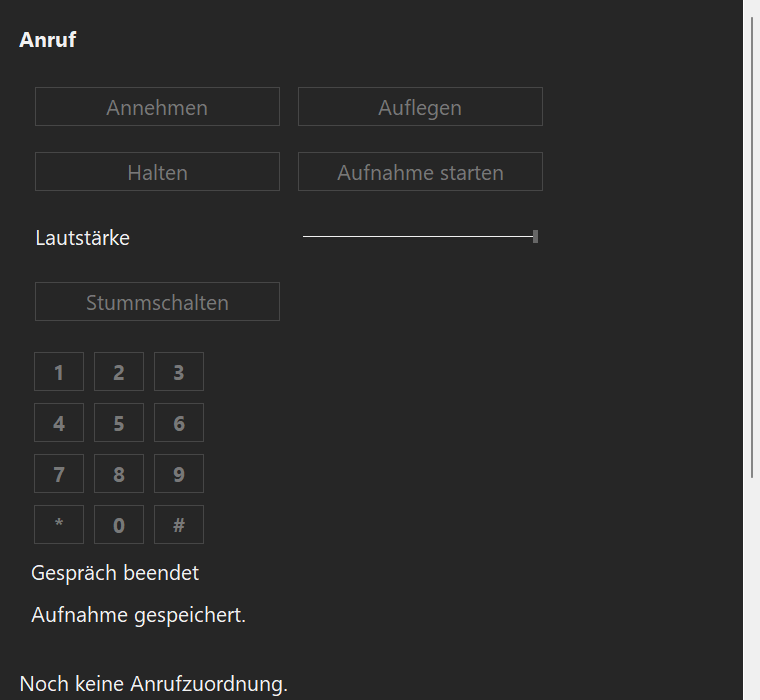 Anruf
Annehmen Auflegen
Halten Aufnahme starten
Lautstärke
Stummschalten
1 2 3
4 5 6
7 8 9
* 0 #
Gespräch beendet
Aufnahme gespeichert.
Noch keine Anrufzuordnung.